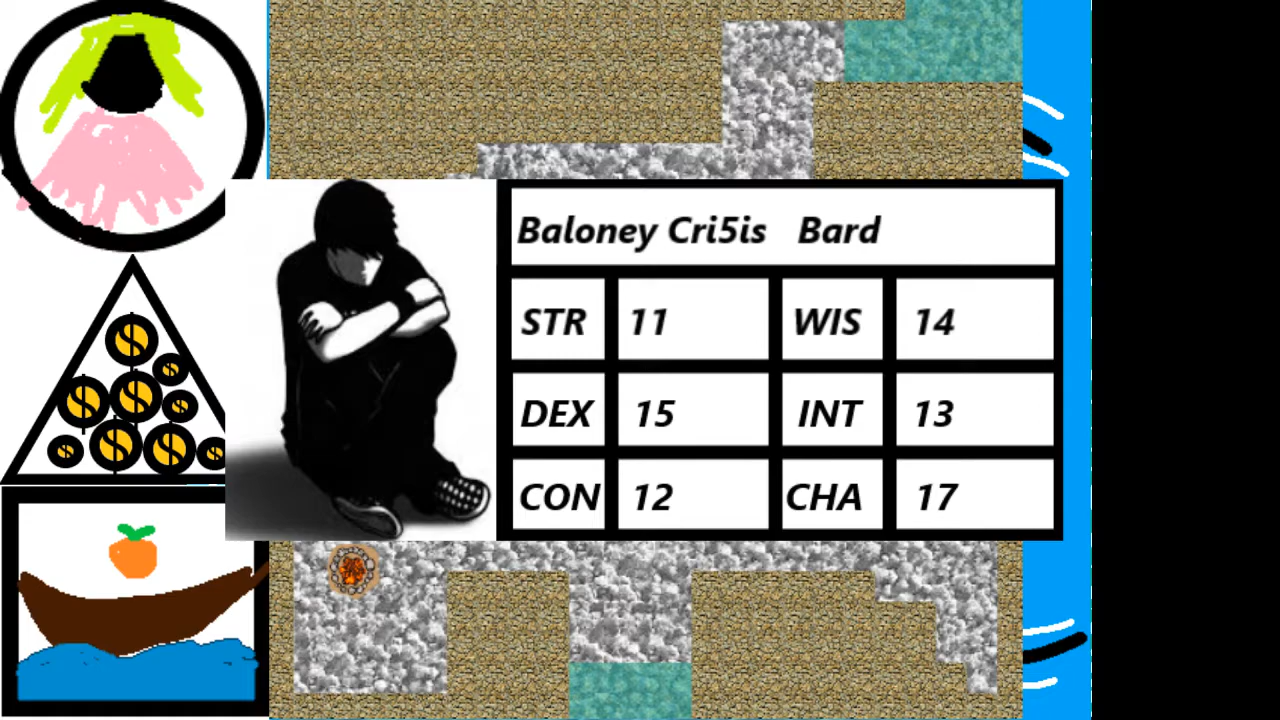 Baloney Cri5is Bard
STR 11 WIS 14
DEX 15 INT 13
CON 12 CHA 17